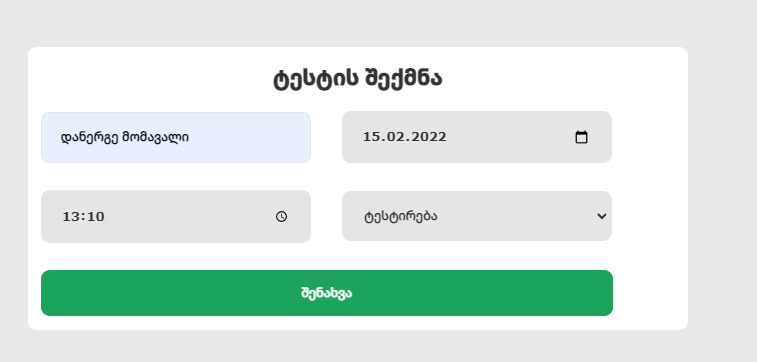 ტესტის შექმნა
დანერგე მომავალი
15.02.2022
13:10
ტესტირება
შენახვა